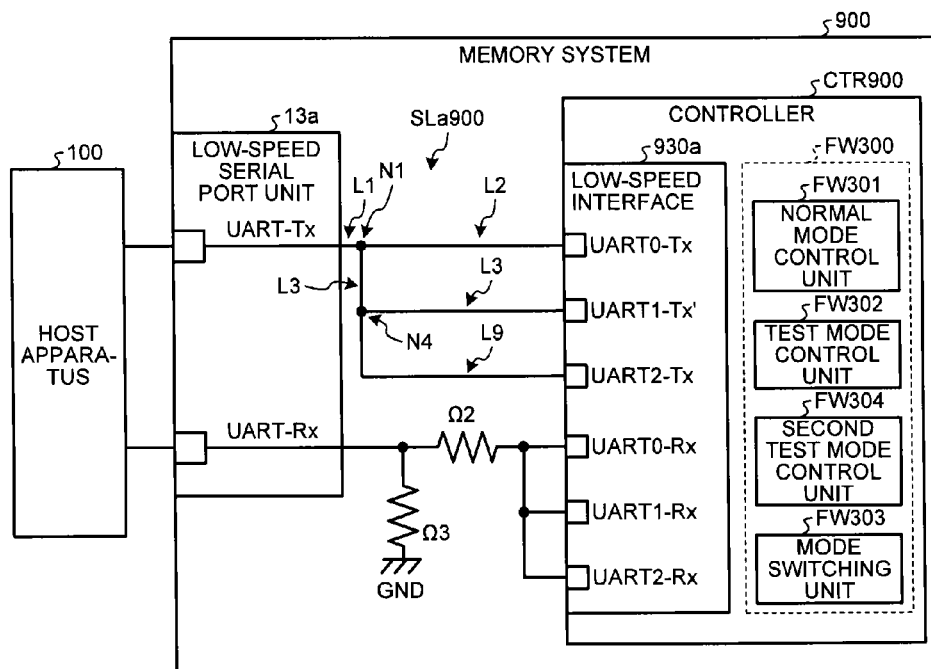 900
MEMORY SYSTEM
CTR900
CONTROLLER
13a
SLa900
930a
FW300
100
LOW-SPEED
SERIAL
PORT UNIT
L1
N1
L2
LOW-SPEED
INTERFACE
FW301
NORMAL
MODE
CONTROL
UNIT
UART-Tx
UART0-Tx
L3
L3
UART1-Tx'
FW302
TEST MODE
CONTROL
UNIT
HOST
APPARA-
TUS
N4
L9
UART2-Tx
FW304
SECOND
TEST MODE
CONTROL
UNIT
UART-Rx
Ω2
UART0-Rx
Ω3
UART1-Rx
FW303
MODE
SWITCHING
UNIT
GND
UART2-Rx